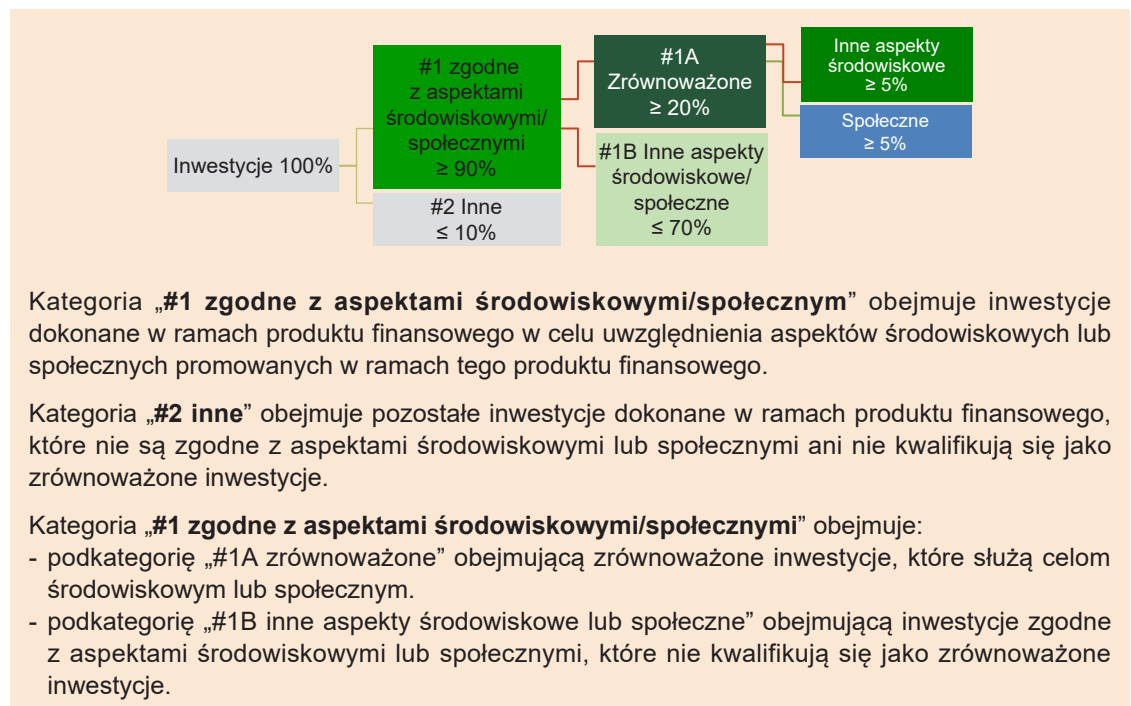 Inwestycje 100%
#1 zgodne
z aspektami
środowiskowymi/
społecznymi
≥ 90%
#2 Inne
≤ 10%
#1A
Zrównoważone
≥ 20%
#1B Inne aspekty
środowiskowe/
społeczne
≤ 70%
Inne aspekty
środowiskowe
≥ 5%
Społeczne
≥ 5%
Kategoria „#1 zgodne z aspektami środowiskowymi/społecznym” obejmuje inwestycje
dokonane w ramach produktu finansowego w celu uwzględnienia aspektów środowiskowych lub
społecznych promowanych w ramach tego produktu finansowego.
Kategoria „#2 inne” obejmuje pozostałe inwestycje dokonane w ramach produktu finansowego,
które nie są zgodne z aspektami środowiskowymi lub społecznymi ani nie kwalifikują się jako
zrównoważone inwestycje.
Kategoria „#1 zgodne z aspektami środowiskowymi/społecznymi” obejmuje:
- podkategorię „#1A zrównoważone” obejmującą zrównoważone inwestycje, które służą celom
środowiskowym lub społecznym.
- podkategorię „#1B inne aspekty środowiskowe lub społeczne” obejmującą inwestycje zgodne
z aspektami środowiskowymi lub społecznymi, które nie kwalifikują się jako zrównoważone
inwestycje.